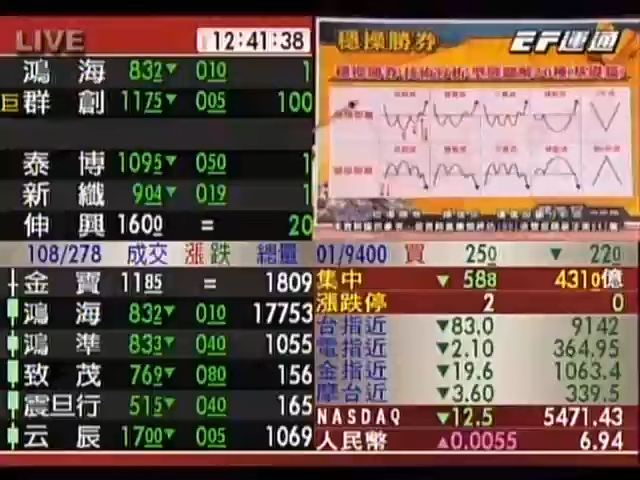 LIVE 12:41:38
鴻海 832▼ 010 1
巨群創 1175▼ 005 100
泰博 1095▼ 050 1
新纖 904▼ 019 1
伸興 1600 = 20
108/278 成交 漲跌 總量
金寶 1185 = 1809
鴻海 832▼ 010 17753
鴻準 833▼ 040 1055
致茂 769▼ 080 156
震旦行 515▼ 040 165
云辰 1700▼ 005 1069
穩操勝券 EF運通
01/9400 買 250 ▼ 220
集中 ▼ 588 4310億
漲跌停 2 0
台指近 ▼83.0 9142
電指近 ▼2.10 364.95
金指近 ▼19.6 1063.4
摩台近 ▼3.60 339.5
NASDAQ ▼12.5 5471.43
人民幣 ▲0.0055 6.94